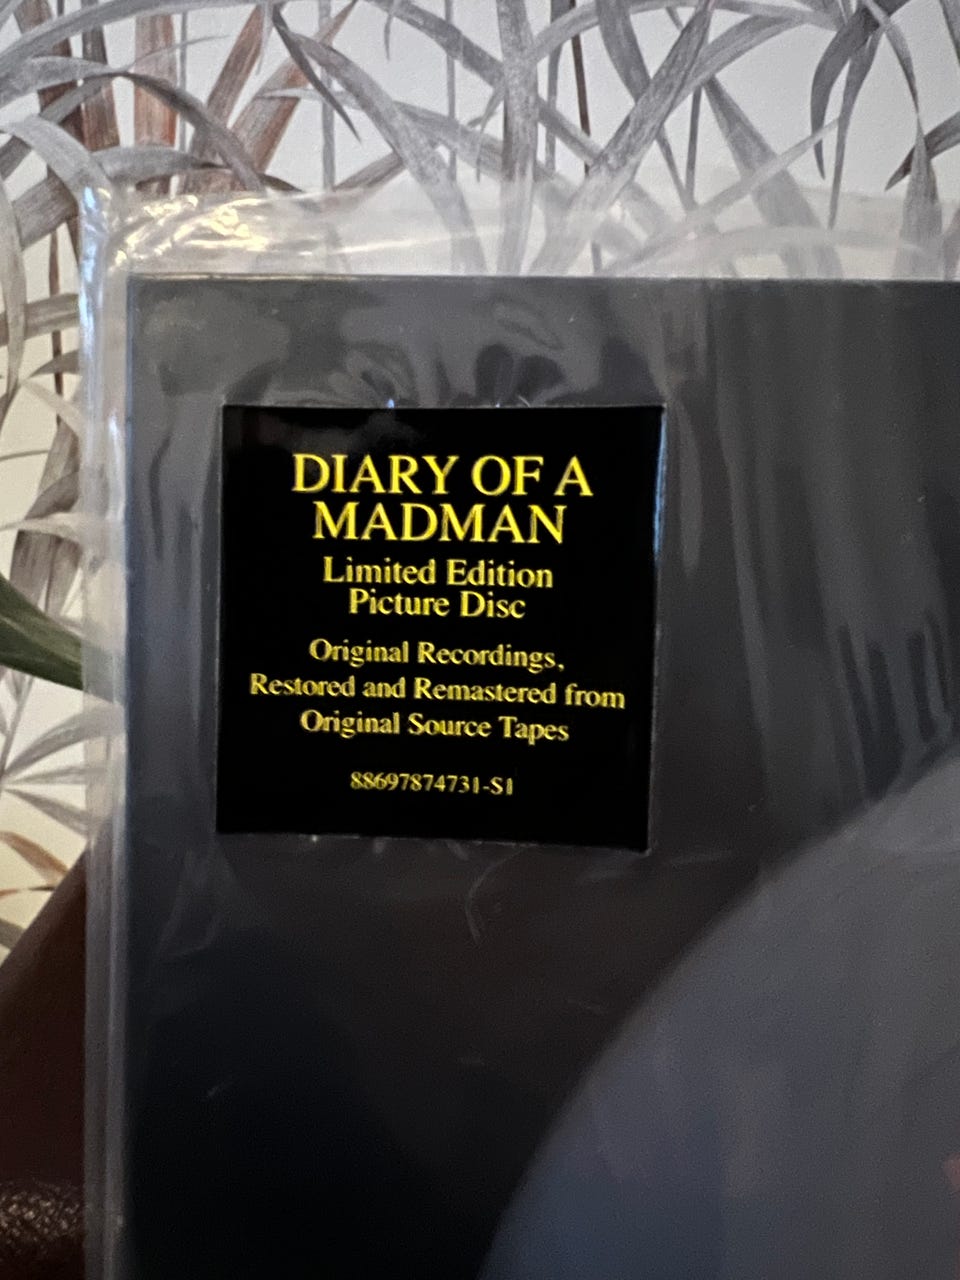 DIARY OF A
MADMAN
Limited Edition
Picture Disc
Original Recordings,
Restored and Remastered from
Original Source Tapes
88697874731-S1